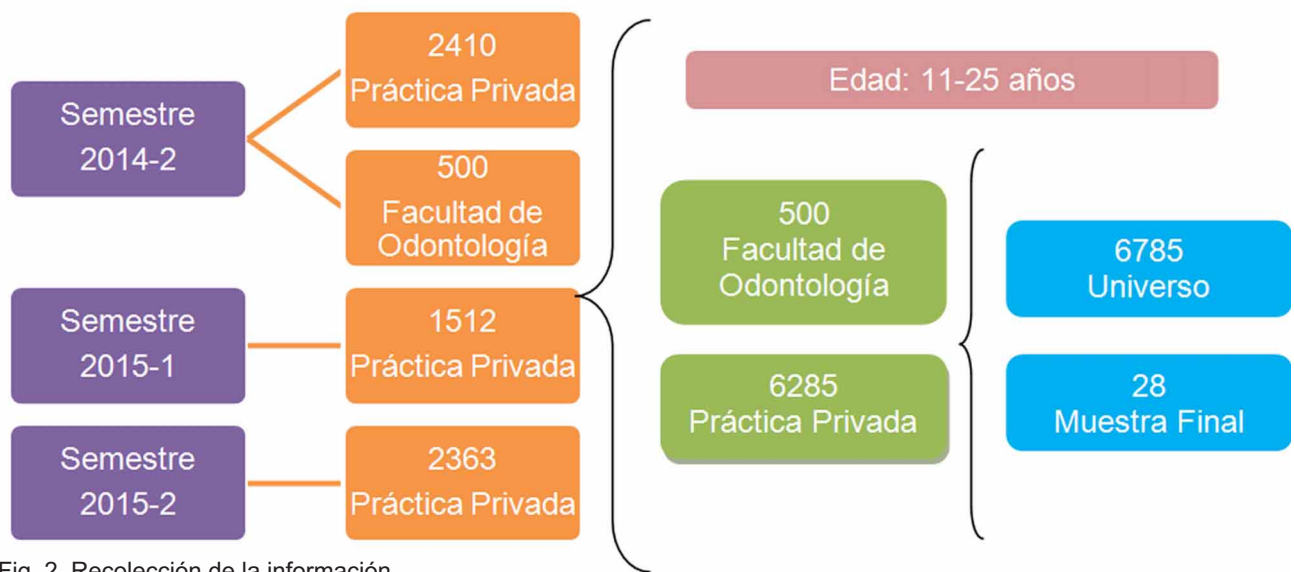 Semestre
2014-2
2410
Práctica Privada
500
Facultad de
Odontología
Semestre
2015-1
1512
Práctica Privada
Semestre
2015-2
2363
Práctica Privada
Edad: 11-25 años
500
Facultad de
Odontología
6285
Práctica Privada
6785
Universo
28
Muestra Final
Fig. 2. Recolección de la información